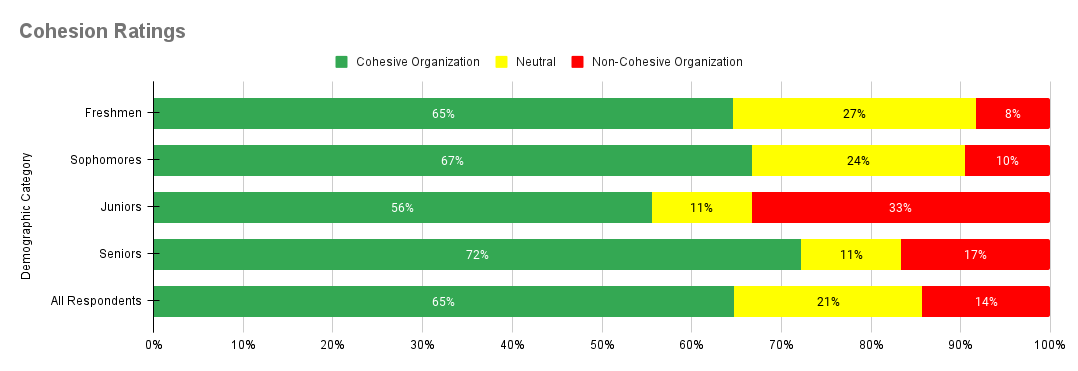 Cohesion Ratings
Cohesive Organization Neutral Non-Cohesive Organization
Demographic Category
Freshmen 65% 27% 8%
Sophomores 67% 24% 10%
Juniors 56% 11% 33%
Seniors 72% 11% 17%
All Respondents 65% 21% 14%
0% 10% 20% 30% 40% 50% 60% 70% 80% 90% 100%